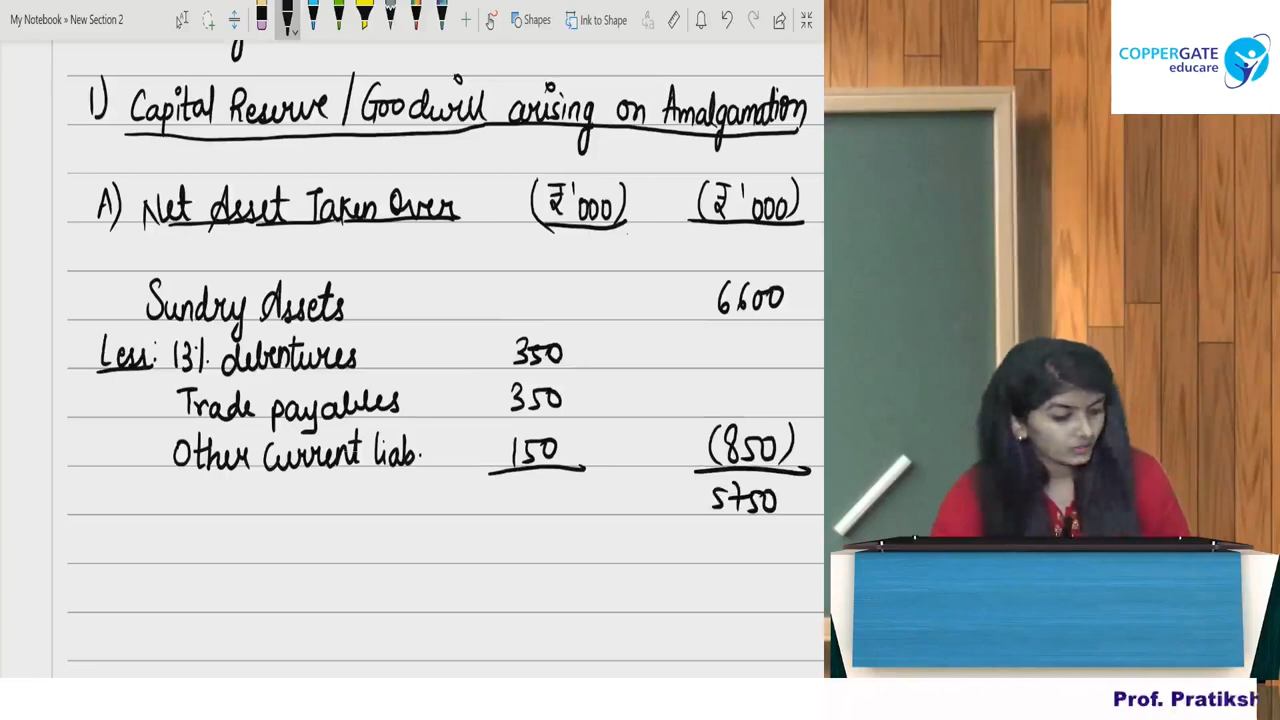 My Notebook » New Section 2
Shapes
Ink to Shape
COPPERGATE
educare
1) Capital Reserve / Goodwill arising on Amalgamation
A) Net Asset Taken Over (₹'000) (₹'000)
Sundry Assets 6600
Less: 13% debentures 350
Trade payables 350
Other Current liab. 150 (850)
5750
Prof. Pratiksh